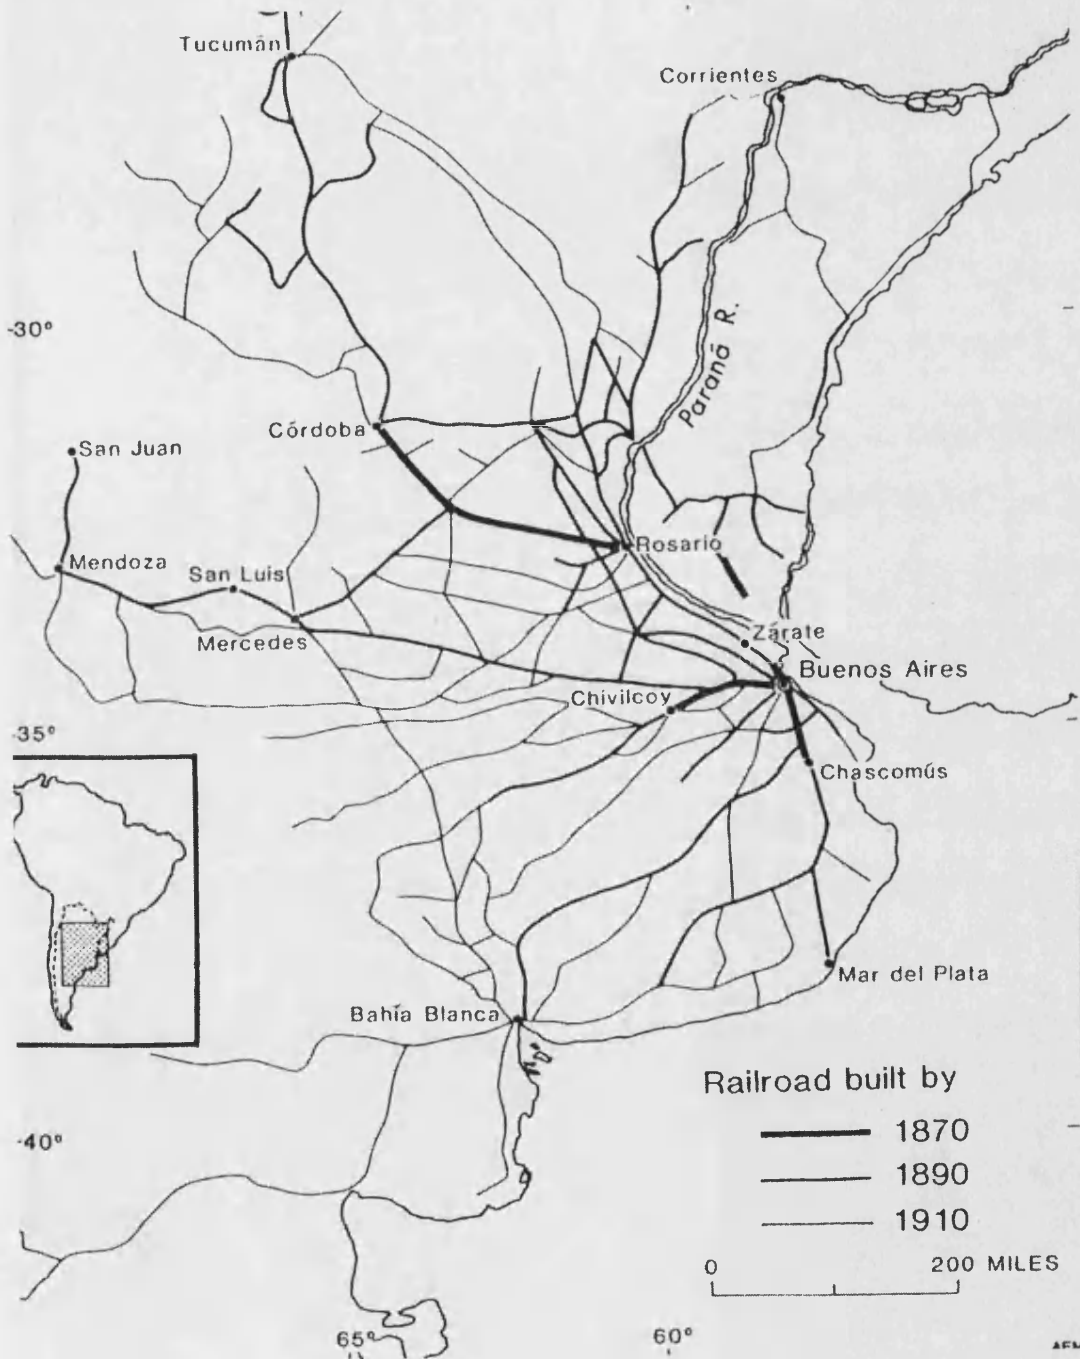 Tucumán
Corrientes
-30°
Paraná R.
Córdoba
San Juan
Rosario
Mendoza
San Luis
Mercedes
Zárate
Buenos Aires
Chivilcoy
-35°
Chascomús
Mar del Plata
Bahía Blanca
Railroad built by
1870
-40°
1890
1910
0 200 MILES
65° 60°